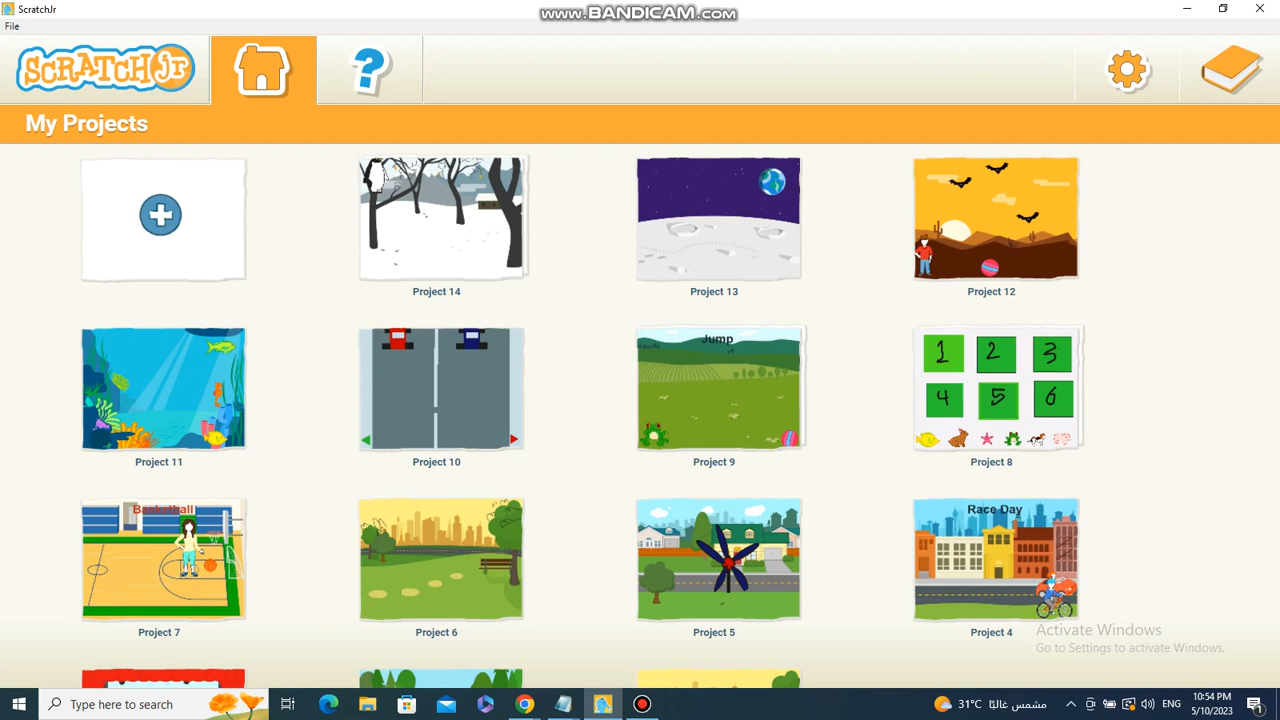 ScratchJr
www.BANDICAM.com
File
SCRATCHJr
?
My Projects
Project 14
Project 13
Project 12
Jump
1 2 3
4 5 6
Project 11
Project 10
Project 9
Project 8
Basketball
Race Day
Project 7
Project 6
Project 5
Project 4
Activate Windows
Go to Settings to activate Windows.
Type here to search
31°C مشمس غالبًا
ENG
10:54 PM
5/10/2023
1